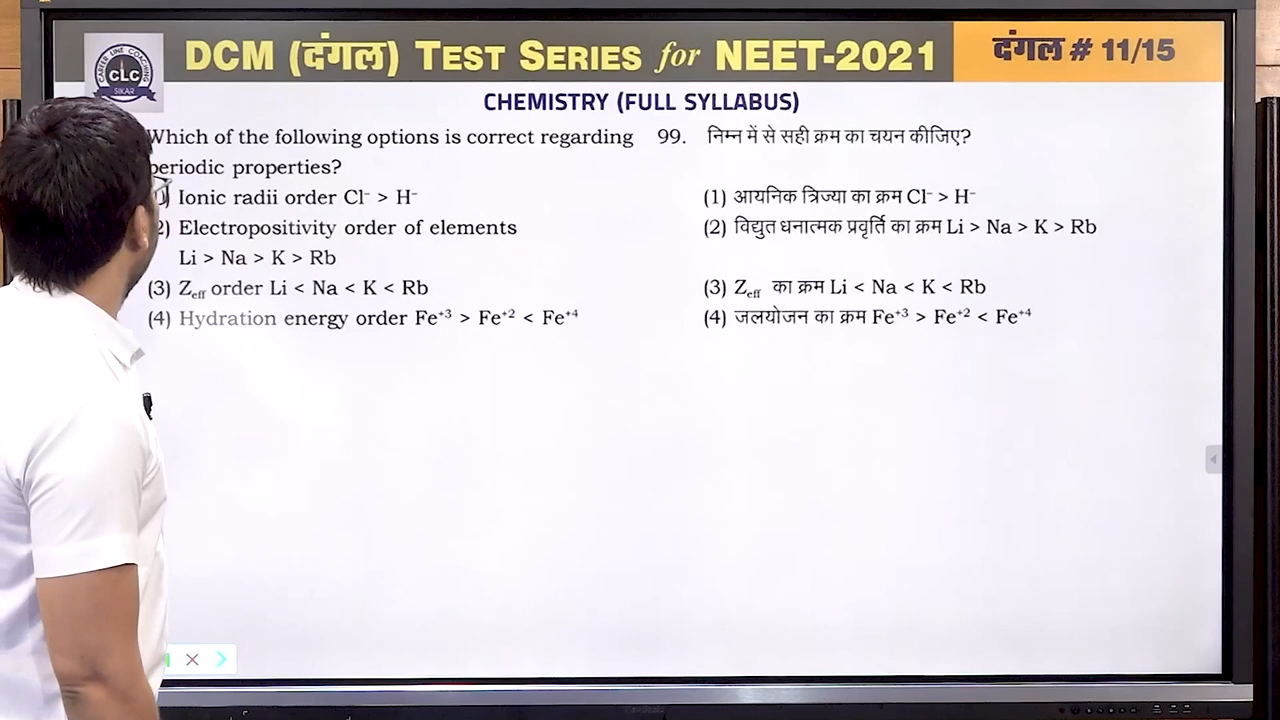 DCM (दंगल) TEST SERIES for NEET-2021
दंगल # 11/15
CAREER LINE COACHING
CLC
SIKAR
CHEMISTRY (FULL SYLLABUS)
Which of the following options is correct regarding
periodic properties?
Ionic radii order Cl⁻ > H⁻
2) Electropositivity order of elements
Li > Na > K > Rb
(3) Zeff order Li < Na < K < Rb
(4) Hydration energy order Fe⁺³ > Fe⁺² < Fe⁺⁴
99. निम्न में से सही क्रम का चयन कीजिए?
(1) आयनिक त्रिज्या का क्रम Cl⁻ > H⁻
(2) विद्युत धनात्मक प्रवृर्ति का क्रम Li > Na > K > Rb
(3) Zeff का क्रम Li < Na < K < Rb
(4) जलयोजन का क्रम Fe⁺³ > Fe⁺² < Fe⁺⁴